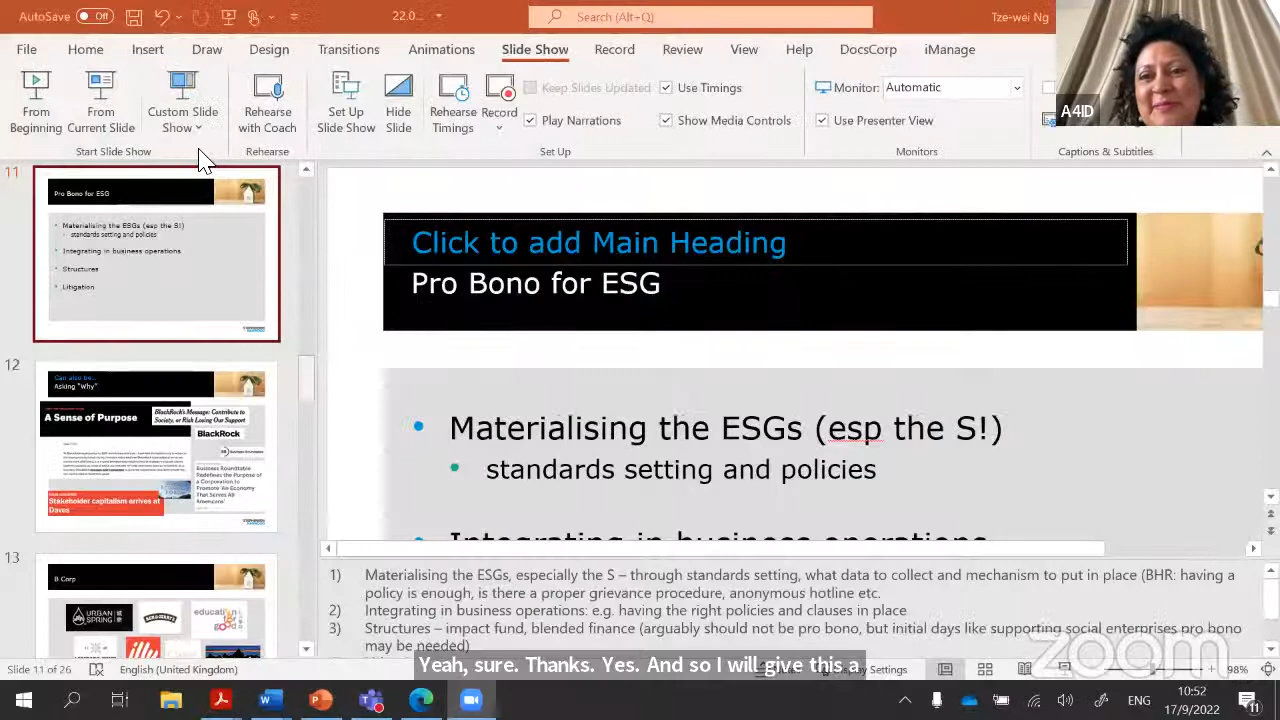 AutoSave Off 22.0... Search (Alt+Q) Tze-wei Ng
File Home Insert Draw Design Transitions Animations Slide Show Record Review View Help DocsCorp iManage
From Beginning
From Current Slide
Custom Slide Show
Rehearse with Coach
Set Up Slide Show
Hide Slide
Rehearse Timings
Record
Keep Slides Updated
Use Timings
Play Narrations
Show Media Controls
Monitor: Automatic
Use Presenter View
A4ID
Start Slide Show Rehearse Set Up Monitors Captions & Subtitles
11
Pro Bono for ESG
Materialising the ESGs (esp the S!)
standards setting and policies
Integrating in business operations
Structures
Litigation
12
Can also be...
Asking "Why"
A Sense of Purpose
BlackRock's Message: Contribute to
Society, or Risk Losing Our Support
BlackRock
Business Roundtable
Business Roundtable
Redefines the Purpose of
a Corporation to
Promote 'An Economy
That Serves All
Americans'
Stakeholder capitalism arrives at
Davos
13
B Corp
URBAN SPRING
BEN & JERRY'S
education
good
illy
Click to add Main Heading
Pro Bono for ESG
• Materialising the ESGs (esp the S!)
• standards setting and policies
• Integrating in business operations
1) Materialising the ESGs, especially the S – through standards setting, what data to collect and mechanism to put in place (BHR: having a
policy is enough, is there a proper grievance procedure, anonymous hotline etc.
2) Integrating in business operations: e.g. having the right policies and clauses in place
3) Structures – impact fund, blended finance (arguably should not be pro bono, but initial days like supporting social enterprises pro bono
may be needed)
zoom
Yeah, sure. Thanks. Yes. And so I will give this a
Slide 11 of 26 English (United Kingdom) Display Settings 98%
ENG 10:52
17/9/2022 11